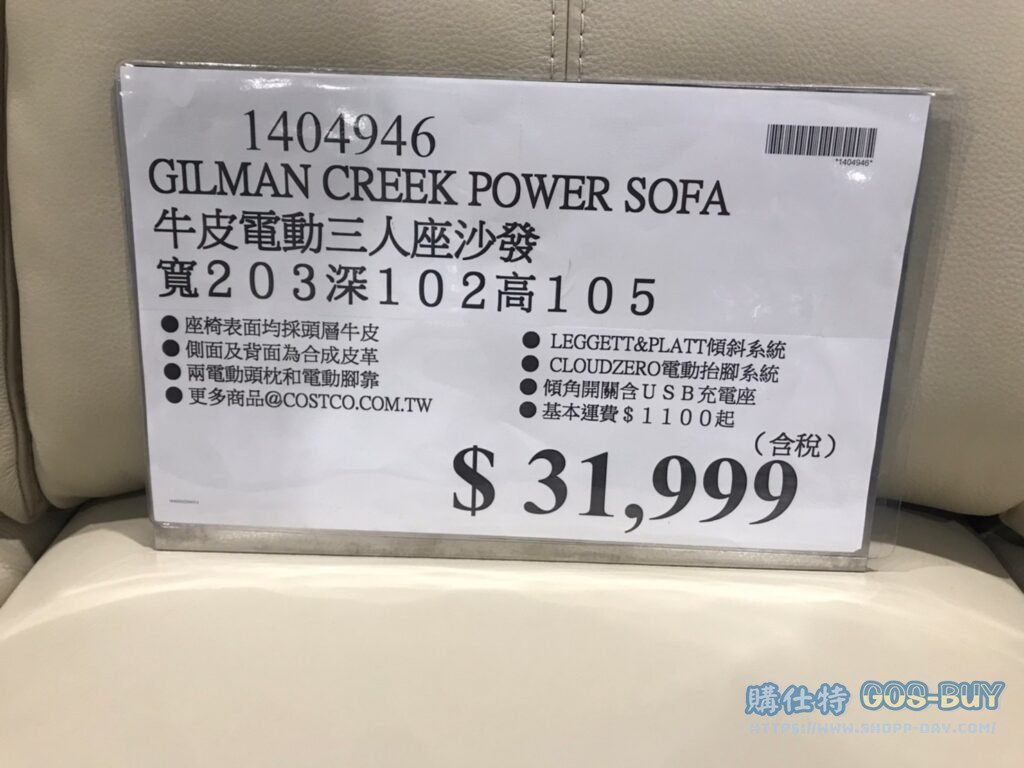 1404946
*1404946*
GILMAN CREEK POWER SOFA
牛皮電動三人座沙發
寬203深102高105
●座椅表面均採頭層牛皮
●側面及背面為合成皮革
●兩電動頭枕和電動腳靠
●更多商品@COSTCO.COM.TW
●LEGGETT&PLATT傾斜系統
●CLOUDZERO電動抬腳系統
●傾角開關含USB充電座
●基本運費$1100起
(含稅)
$31,999
購仕特 GOS-BUY
HTTPS://WWW.SHOPP-DAY.COM/